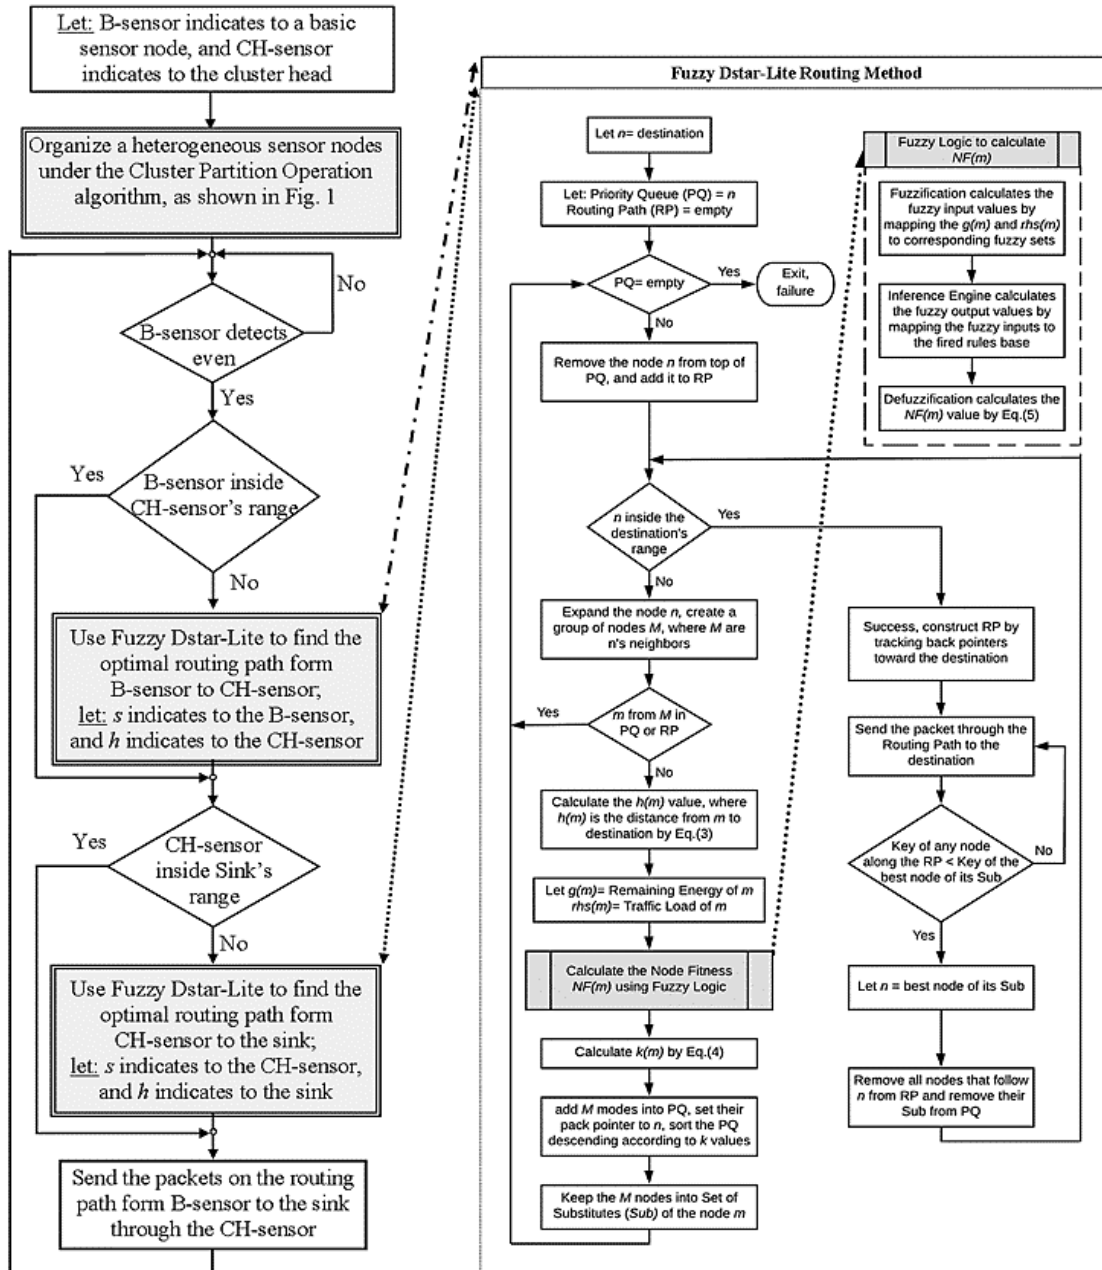 Let: B-sensor indicates to a basic
sensor node, and CH-sensor
indicates to the cluster head
Organize a heterogeneous sensor nodes
under the Cluster Partition Operation
algorithm, as shown in Fig. 1
No
B-sensor detects
even
Yes
Yes
B-sensor inside
CH-sensor's range
No
Use Fuzzy Dstar-Lite to find the
optimal routing path form
B-sensor to CH-sensor;
let: s indicates to the B-sensor,
and h indicates to the CH-sensor
Yes
CH-sensor
inside Sink's
range
No
Use Fuzzy Dstar-Lite to find the
optimal routing path form
CH-sensor to the sink;
let: s indicates to the CH-sensor,
and h indicates to the sink
Send the packets on the routing
path form B-sensor to the sink
through the CH-sensor
Fuzzy Dstar-Lite Routing Method
Let n= destination
Let: Priority Queue (PQ) = n
Routing Path (RP) = empty
PQ= empty
Yes
Exit,
failure
No
Remove the node n from top of
PQ, and add it to RP
n inside the
destination's
range
Yes
No
Expand the node n, create a
group of nodes M, where M are
n's neighbors
m from M in
PQ or RP
Yes
No
Calculate the h(m) value, where
h(m) is the distance from m to
destination by Eq.(3)
Let g(m)= Remaining Energy of m
rhs(m)= Traffic Load of m
Calculate the Node Fitness
NF(m) using Fuzzy Logic
Calculate k(m) by Eq.(4)
add M modes into PQ, set their
pack pointer to n, sort the PQ
descending according to k values
Keep the M nodes into Set of
Substitutes (Sub) of the node m
Fuzzy Logic to calculate
NF(m)
Fuzzification calculates the
fuzzy input values by
mapping the g(m) and rhs(m)
to corresponding fuzzy sets
Inference Engine calculates
the fuzzy output values by
mapping the fuzzy inputs to
the fired rules base
Defuzzification calculates the
NF(m) value by Eq.(5)
Success, construct RP by
tracking back pointers
toward the destination
Send the packet through the
Routing Path to the
destination
Key of any node
along the RP < Key of the
best node of its Sub
No
Yes
Let n = best node of its Sub
Remove all nodes that follow
n from RP and remove their
Sub from PQ